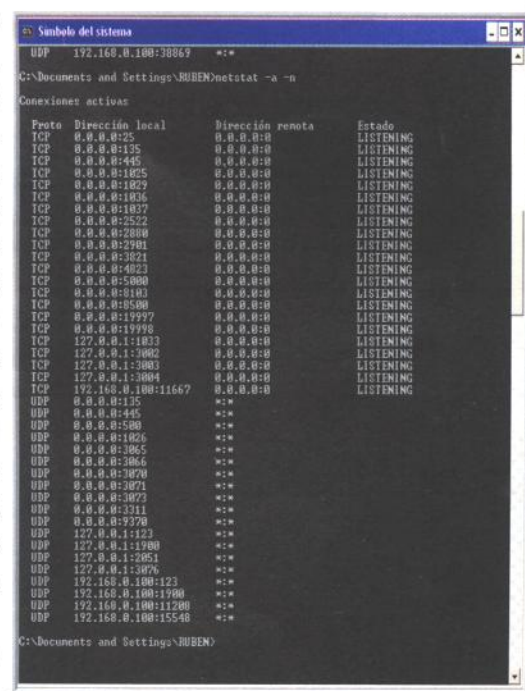 Símbolo del sistema
UDP 192.168.0.100:38869 *:*
C:\Documents and Settings\RUBEN>netstat -a -n
Conexiones activas
Proto Dirección local Dirección remota Estado
TCP 0.0.0.0:25 0.0.0.0:0 LISTENING
TCP 0.0.0.0:135 0.0.0.0:0 LISTENING
TCP 0.0.0.0:445 0.0.0.0:0 LISTENING
TCP 0.0.0.0:1025 0.0.0.0:0 LISTENING
TCP 0.0.0.0:1029 0.0.0.0:0 LISTENING
TCP 0.0.0.0:1036 0.0.0.0:0 LISTENING
TCP 0.0.0.0:1037 0.0.0.0:0 LISTENING
TCP 0.0.0.0:2522 0.0.0.0:0 LISTENING
TCP 0.0.0.0:2880 0.0.0.0:0 LISTENING
TCP 0.0.0.0:2901 0.0.0.0:0 LISTENING
TCP 0.0.0.0:3821 0.0.0.0:0 LISTENING
TCP 0.0.0.0:4823 0.0.0.0:0 LISTENING
TCP 0.0.0.0:5000 0.0.0.0:0 LISTENING
TCP 0.0.0.0:8103 0.0.0.0:0 LISTENING
TCP 0.0.0.0:8500 0.0.0.0:0 LISTENING
TCP 0.0.0.0:19997 0.0.0.0:0 LISTENING
TCP 0.0.0.0:19998 0.0.0.0:0 LISTENING
TCP 127.0.0.1:1033 0.0.0.0:0 LISTENING
TCP 127.0.0.1:3002 0.0.0.0:0 LISTENING
TCP 127.0.0.1:3003 0.0.0.0:0 LISTENING
TCP 127.0.0.1:3004 0.0.0.0:0 LISTENING
TCP 192.168.0.100:11667 0.0.0.0:0 LISTENING
UDP 0.0.0.0:135 *:*
UDP 0.0.0.0:445 *:*
UDP 0.0.0.0:500 *:*
UDP 0.0.0.0:1026 *:*
UDP 0.0.0.0:3065 *:*
UDP 0.0.0.0:3066 *:*
UDP 0.0.0.0:3070 *:*
UDP 0.0.0.0:3071 *:*
UDP 0.0.0.0:3073 *:*
UDP 0.0.0.0:3311 *:*
UDP 0.0.0.0:9370 *:*
UDP 127.0.0.1:123 *:*
UDP 127.0.0.1:1900 *:*
UDP 127.0.0.1:2051 *:*
UDP 127.0.0.1:3076 *:*
UDP 192.168.0.100:123 *:*
UDP 192.168.0.100:1900 *:*
UDP 192.168.0.100:11208 *:*
UDP 192.168.0.100:15548 *:*
C:\Documents and Settings\RUBEN>